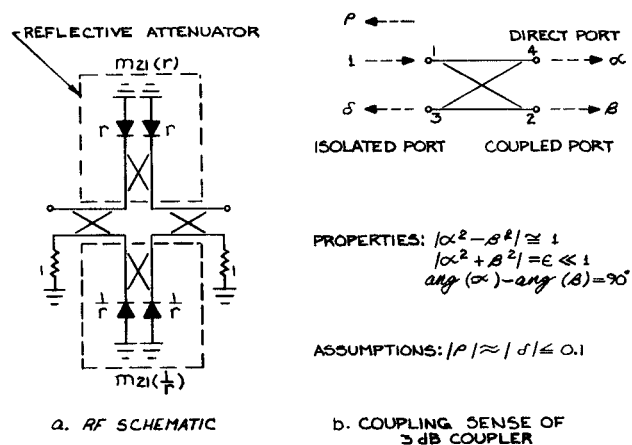 REFLECTIVE ATTENUATOR
m21(r)
r
r
1
1
1/r
1/r
m21(1/r)
a. RF SCHEMATIC
ρ
1
DIRECT PORT
4
1
α
δ
3
2
β
ISOLATED PORT
COUPLED PORT
PROPERTIES: |α² - β²| ≅ 1
|α² + β²| = ϵ ≪ 1
ang (α) - ang (β) = 90°
ASSUMPTIONS: |ρ| ≈ |δ| ≤ 0.1
b. COUPLING SENSE OF
3 dB COUPLER